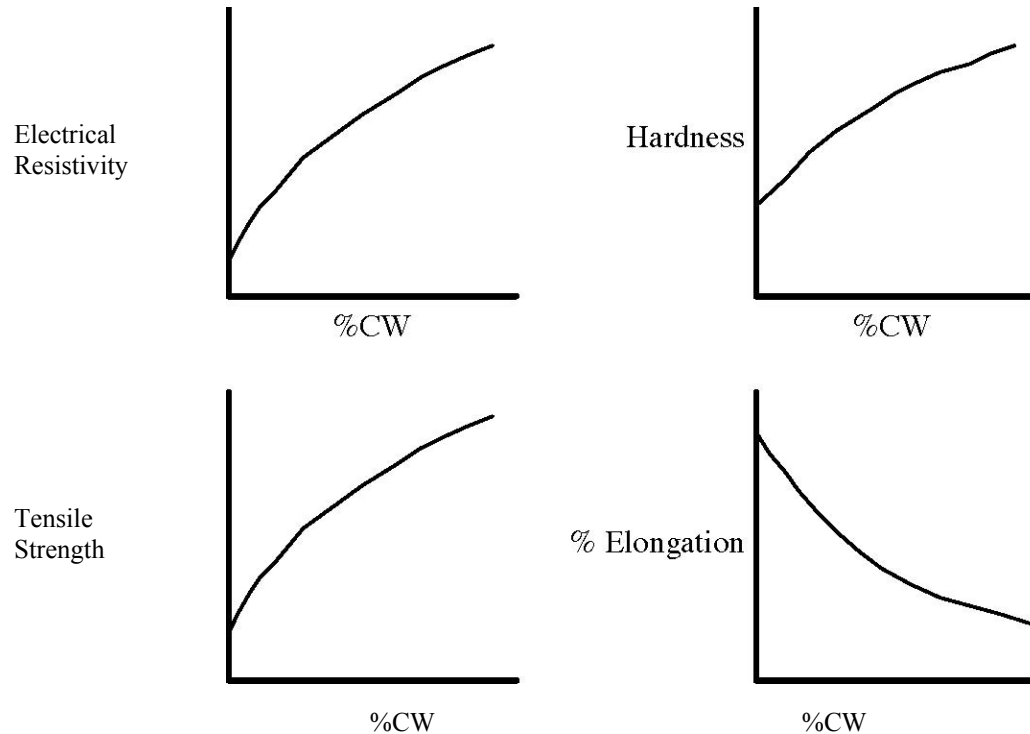 Electrical
Resistivity
%CW
Hardness
%CW
Tensile
Strength
%CW
% Elongation
%CW